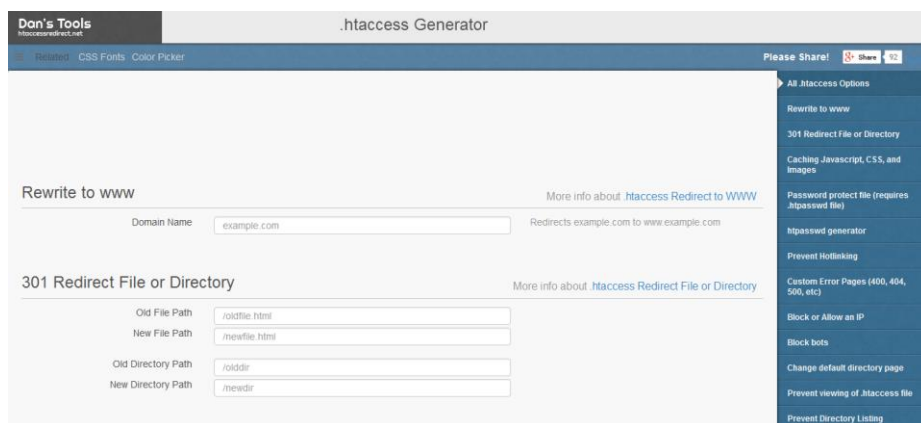 Dan's Tools
htaccessredirect.net
.htaccess Generator
Related CSS Fonts Color Picker
Please Share!
Share
92
All .htaccess Options
Rewrite to www
301 Redirect File or Directory
Caching Javascript, CSS, and
Images
Password protect file (requires
.htpasswd file)
htpasswd generator
Prevent Hotlinking
Custom Error Pages (400, 404,
500, etc)
Block or Allow an IP
Block bots
Change default directory page
Prevent viewing of .htaccess file
Prevent Directory Listing
Rewrite to www
More info about .htaccess Redirect to WWW
Domain Name
example.com
Redirects example.com to www.example.com
301 Redirect File or Directory
More info about .htaccess Redirect File or Directory
Old File Path
/oldfile.html
New File Path
/newfile.html
Old Directory Path
/olddir
New Directory Path
/newdir